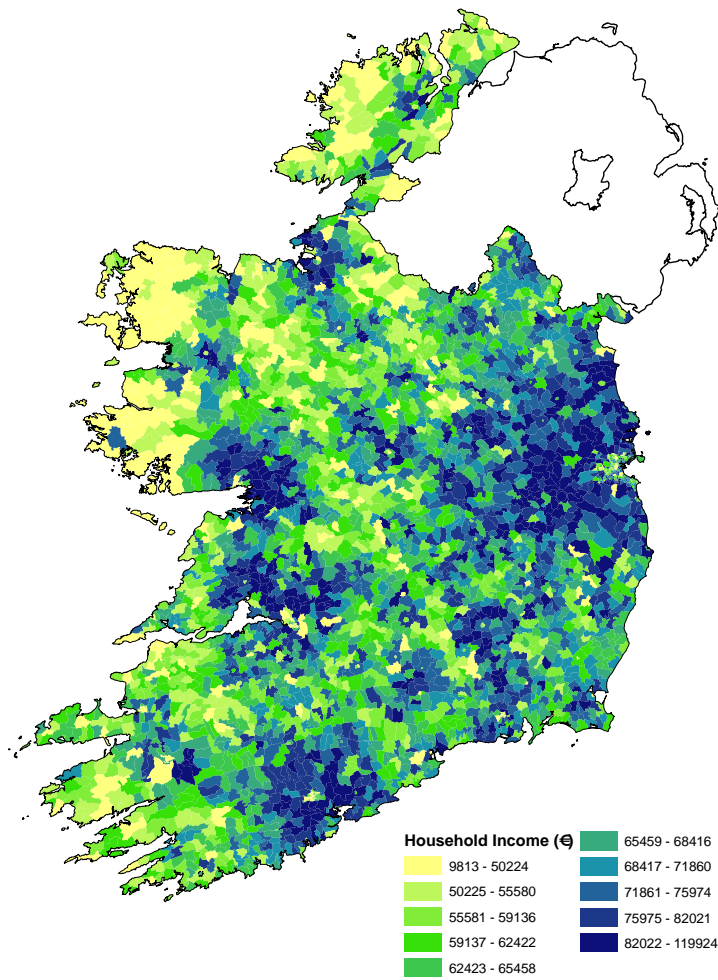 Household Income (€)
9813 - 50224
50225 - 55580
55581 - 59136
59137 - 62422
62423 - 65458
65459 - 68416
68417 - 71860
71861 - 75974
75975 - 82021
82022 - 119924